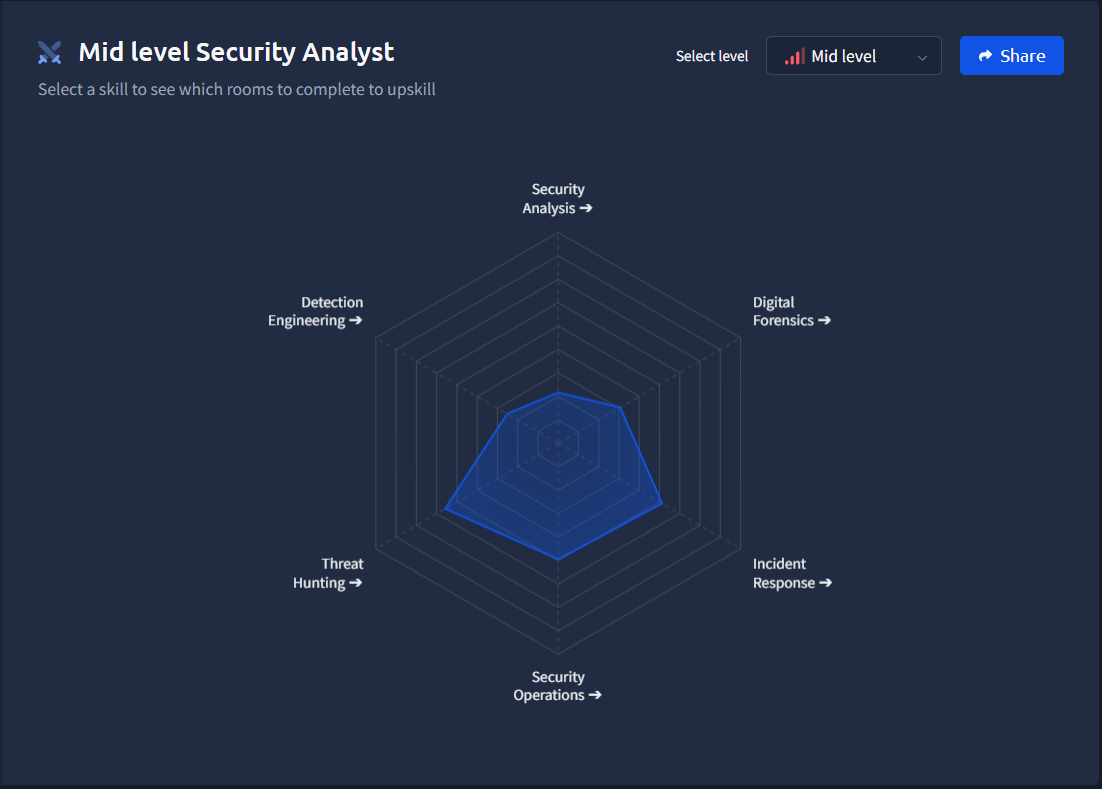 Mid level Security Analyst
Select a skill to see which rooms to complete to upskill
Select level
Mid level
Share
Security
Analysis ➔
Detection
Engineering ➔
Digital
Forensics ➔
Threat
Hunting ➔
Incident
Response ➔
Security
Operations ➔